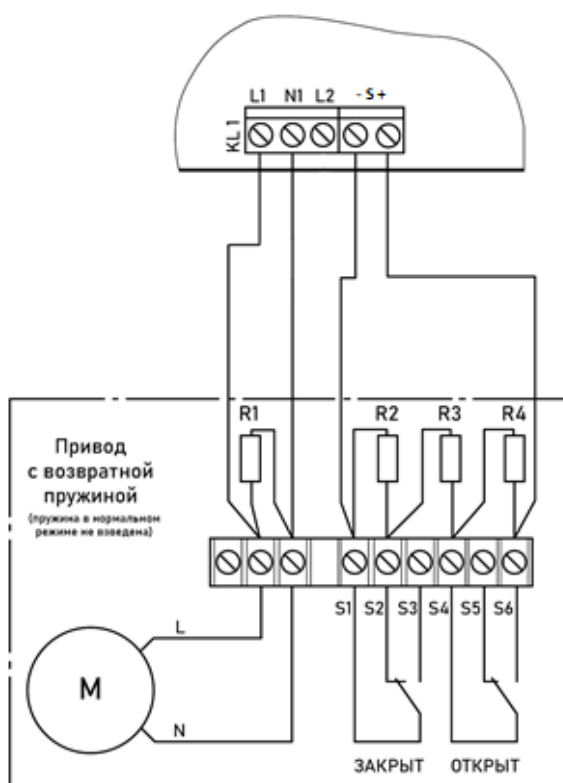 L1 N1 L2 - S +
KL 1
R1 R2 R3 R4
Привод
с возвратной
пружиной
(пружина в нормальном
режиме не взведена)
S1 S2 S3 S4 S5 S6
L
M
N
ЗАКРЫТ ОТКРЫТ